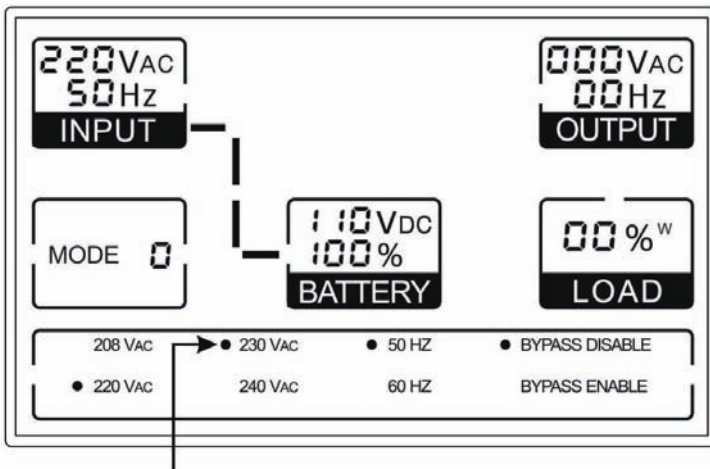 220VAC
50Hz
INPUT
000VAC
00Hz
OUTPUT
MODE 0
110VDC
100%
BATTERY
00%W
LOAD
208 VAC
● 230 VAC
● 50 HZ
● BYPASS DISABLE
● 220 VAC
240 VAC
60 HZ
BYPASS ENABLE